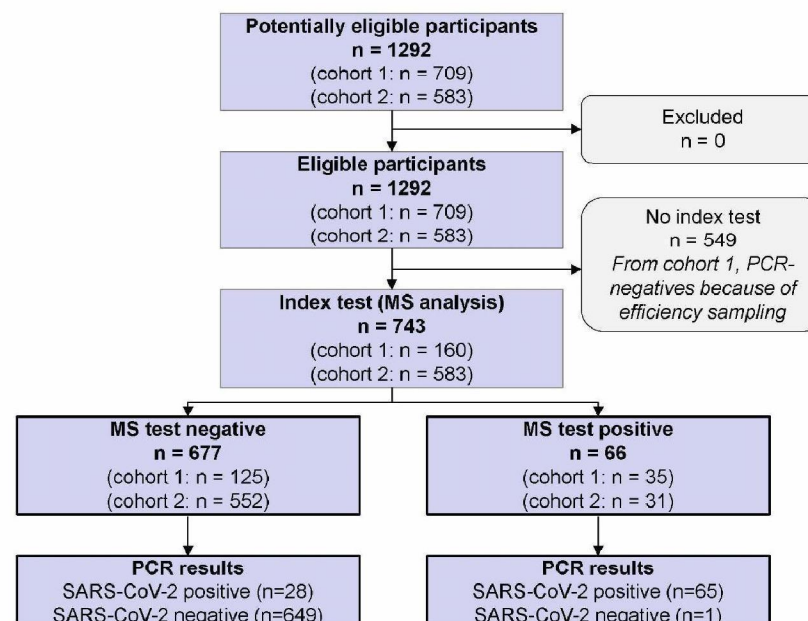 Potentially eligible participants
n = 1292
(cohort 1: n = 709)
(cohort 2: n = 583)
Excluded
n = 0
Eligible participants
n = 1292
(cohort 1: n = 709)
(cohort 2: n = 583)
No index test
n = 549
From cohort 1, PCR-
negatives because of
efficiency sampling
Index test (MS analysis)
n = 743
(cohort 1: n = 160)
(cohort 2: n = 583)
MS test negative
n = 677
(cohort 1: n = 125)
(cohort 2: n = 552)
MS test positive
n = 66
(cohort 1: n = 35)
(cohort 2: n = 31)
PCR results
SARS-CoV-2 positive (n=28)
SARS-CoV-2 negative (n=649)
PCR results
SARS-CoV-2 positive (n=65)
SARS-CoV-2 negative (n=1)